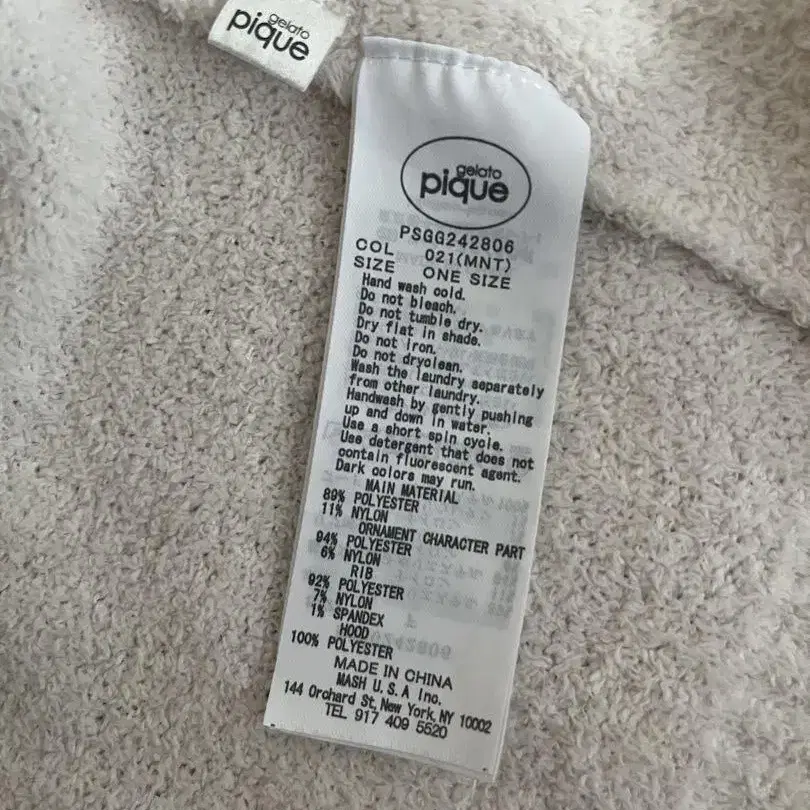 gelato
pique
gelato
pique
PSGG242806
COL 021(MNT)
SIZE ONE SIZE
Hand wash cold.
Do not bleach.
Do not tumble dry.
Dry flat in shade.
Do not iron.
Do not dryclean.
Wash the laundry separately
from other laundry.
Handwash by gently pushing
up and down in water.
Use a short spin cycle.
Use detergent that does not
contain fluorescent agent.
Dark colors may run.
MAIN MATERIAL
89% POLYESTER
11% NYLON
ORNAMENT CHARACTER PART
94% POLYESTER
6% NYLON
RIB
92% POLYESTER
7% NYLON
1% SPANDEX
HOOD
100% POLYESTER
MADE IN CHINA
MASH U.S.A Inc.
144 Orchard St, New York, NY 10002
TEL 917 409 5520